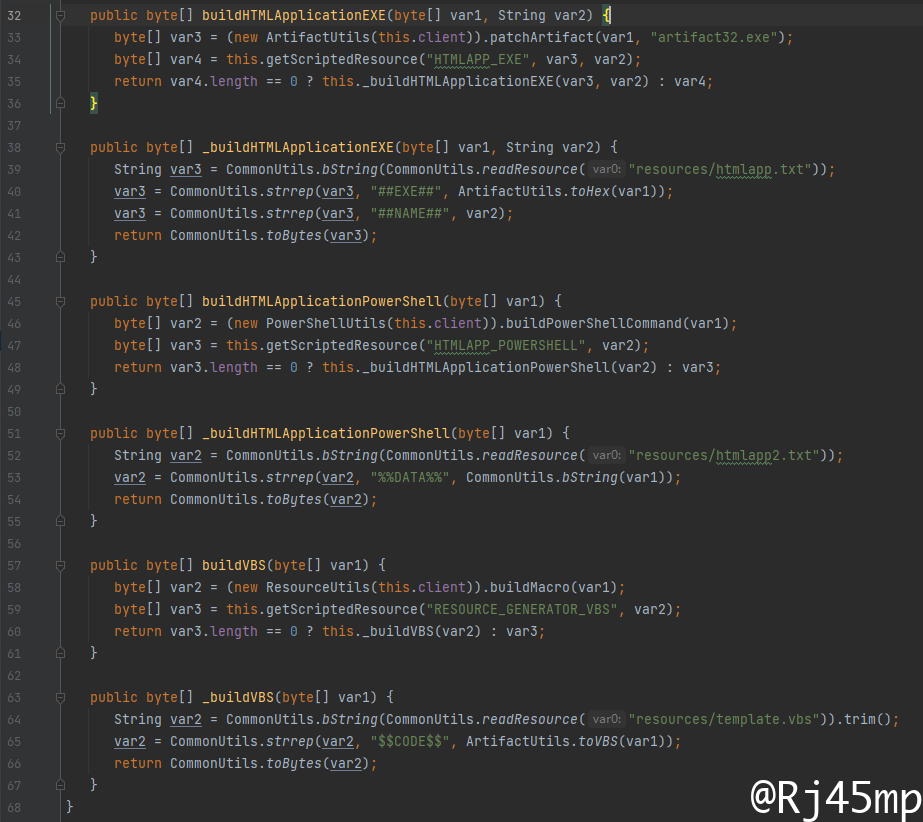 32 public byte[] buildHTMLApplicationEXE(byte[] var1, String var2) {
33 byte[] var3 = (new ArtifactUtils(this.client)).patchArtifact(var1, "artifact32.exe");
34 byte[] var4 = this.getScriptedResource("HTMLAPP_EXE", var3, var2);
35 return var4.length == 0 ? this._buildHTMLApplicationEXE(var3, var2) : var4;
36 }
37
38 public byte[] _buildHTMLApplicationEXE(byte[] var1, String var2) {
39 String var3 = CommonUtils.bString(CommonUtils.readResource( var0: "resources/htmlapp.txt"));
40 var3 = CommonUtils.strrep(var3, "##EXE##", ArtifactUtils.toHex(var1));
41 var3 = CommonUtils.strrep(var3, "##NAME##", var2);
42 return CommonUtils.toBytes(var3);
43 }
44
45 public byte[] buildHTMLApplicationPowerShell(byte[] var1) {
46 byte[] var2 = (new PowerShellUtils(this.client)).buildPowerShellCommand(var1);
47 byte[] var3 = this.getScriptedResource("HTMLAPP_POWERSHELL", var2);
48 return var3.length == 0 ? this._buildHTMLApplicationPowerShell(var2) : var3;
49 }
50
51 public byte[] _buildHTMLApplicationPowerShell(byte[] var1) {
52 String var2 = CommonUtils.bString(CommonUtils.readResource( var0: "resources/htmlapp2.txt"));
53 var2 = CommonUtils.strrep(var2, "%%DATA%%", CommonUtils.bString(var1));
54 return CommonUtils.toBytes(var2);
55 }
56
57 public byte[] buildVBS(byte[] var1) {
58 byte[] var2 = (new ResourceUtils(this.client)).buildMacro(var1);
59 byte[] var3 = this.getScriptedResource("RESOURCE_GENERATOR_VBS", var2);
60 return var3.length == 0 ? this._buildVBS(var2) : var3;
61 }
62
63 public byte[] _buildVBS(byte[] var1) {
64 String var2 = CommonUtils.bString(CommonUtils.readResource( var0: "resources/template.vbs")).trim();
65 var2 = CommonUtils.strrep(var2, "$$CODE$$", ArtifactUtils.toVBS(var1));
66 return CommonUtils.toBytes(var2);
67 }
68 }
@Rj45mp